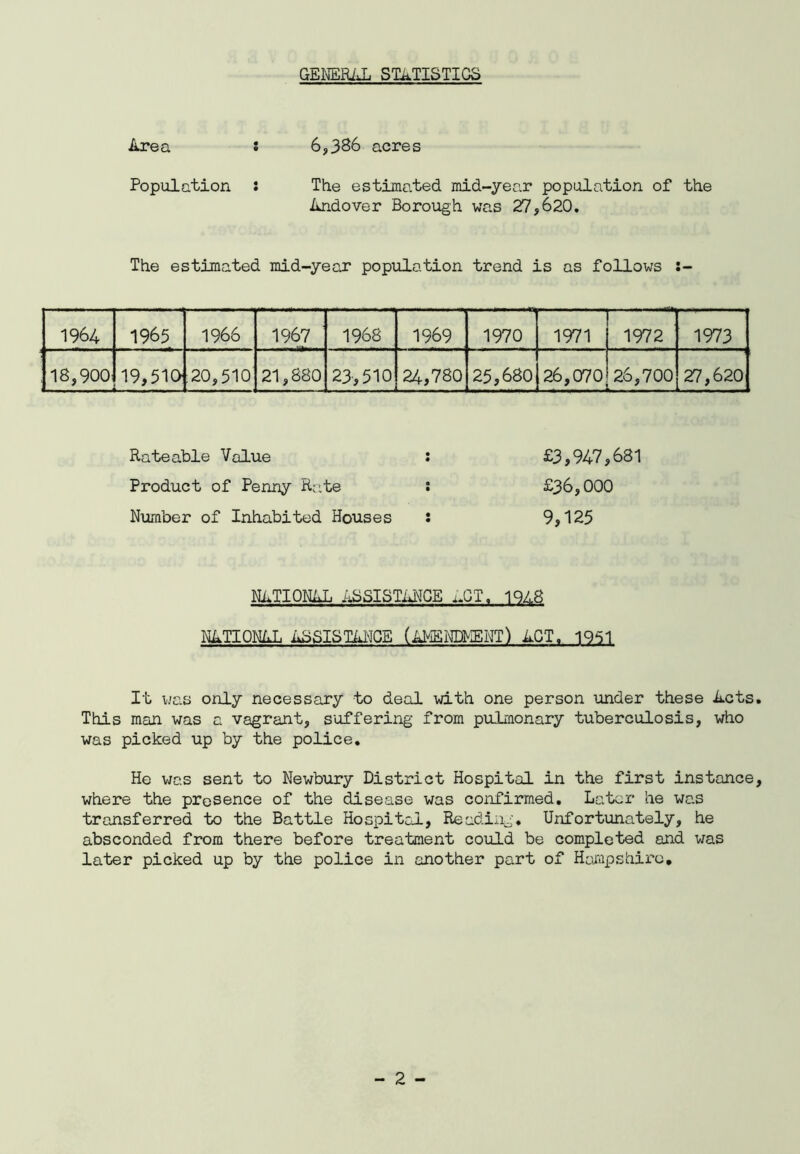 GENERAL STATISTICS
Area : 6,386 acres
Population : The estimated mid-year population of the
Andover Borough was 27,620.
The estimated mid-year population trend is as follows :-
1964 1965 1966 1967 1968 1969 1970 1971 1972 1973
18,900 19,510 20,510 21,880 23,510 24,780 25,680 26,070 26,700 27,620
Rateable Value : £3,947,681
Product of Penny Rate : £36,000
Number of Inhabited Houses : 9,125
NATIONAL ASSISTANCE ACT, 1948
NATIONAL ASSISTANCE (AMENDMENT) ACT, 1951
It was only necessary to deal with one person under these Acts.
This man was a vagrant, suffering from pulmonary tuberculosis, who
was picked up by the police.
He was sent to Newbury District Hospital in the first instance,
where the presence of the disease was confirmed. Later he was
transferred to the Battle Hospital, Reading. Unfortunately, he
absconded from there before treatment could be completed and was
later picked up by the police in another part of Hampshire.
- 2 -